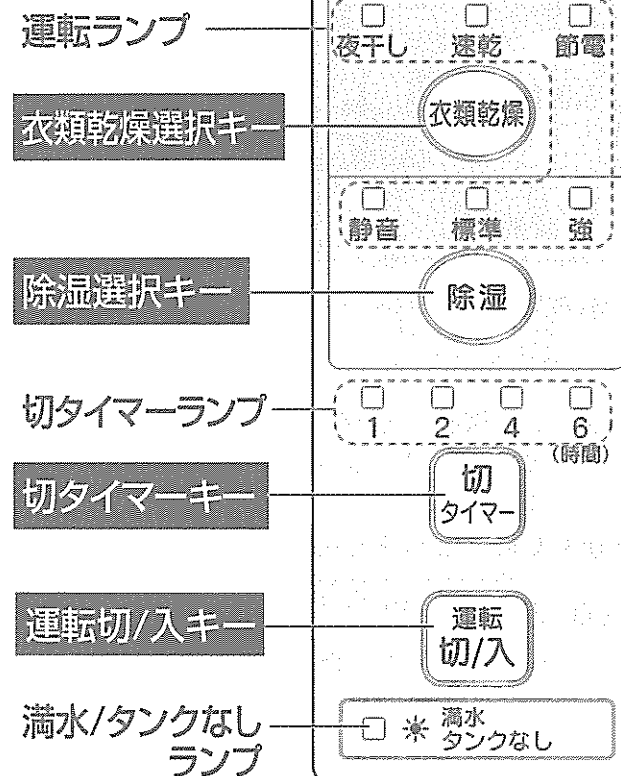 運転ランプ
夜干し 速乾 節電
衣類乾燥選択キー
衣類乾燥
静音 標準 強
除湿選択キー
除湿
切タイマーランプ
1 2 4 6
(時間)
切タイマーキー
切
タイマー
運転切/入キー
運転
切/入
満水/タンクなし
ランプ
満水
タンクなし